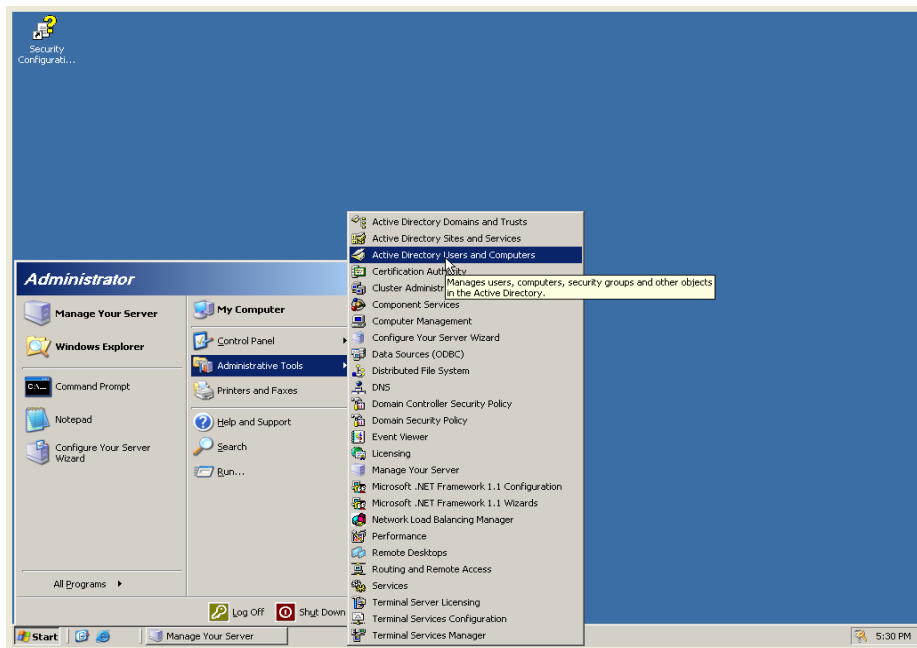 Security
Configurati...
Administrator
Manage Your Server
Windows Explorer
Command Prompt
Notepad
Configure Your Server
Wizard
All Programs
My Computer
Control Panel
Administrative Tools
Printers and Faxes
Help and Support
Search
Run...
Log Off
Shut Down
Active Directory Domains and Trusts
Active Directory Sites and Services
Active Directory Users and Computers
Certification Authority
Cluster Administr
Manages users, computers, security groups and other objects
in the Active Directory.
Component Services
Computer Management
Configure Your Server Wizard
Data Sources (ODBC)
Distributed File System
DNS
Domain Controller Security Policy
Domain Security Policy
Event Viewer
Licensing
Manage Your Server
Microsoft .NET Framework 1.1 Configuration
Microsoft .NET Framework 1.1 Wizards
Network Load Balancing Manager
Performance
Remote Desktops
Routing and Remote Access
Services
Terminal Server Licensing
Terminal Services Configuration
Terminal Services Manager
Start
Manage Your Server
5:30 PM